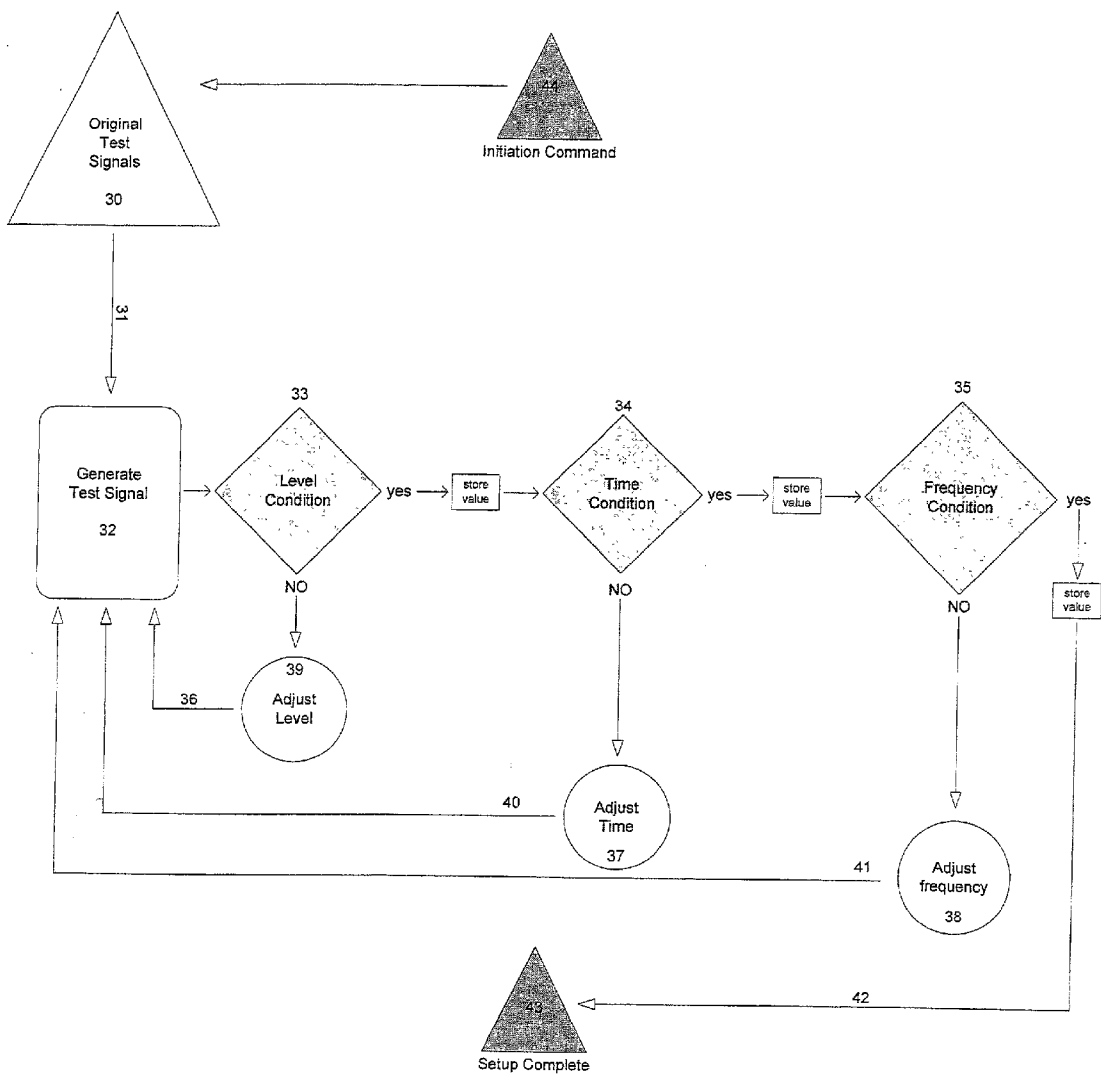 44
Initiation Command
Original
Test
Signals
30
31
33
34
35
Generate
Test Signal
32
Level
Condition
yes
store
value
Time
Condition
yes
store
value
Frequency
Condition
yes
store
value
NO
NO
NO
39
Adjust
Level
36
40
Adjust
Time
37
41
Adjust
frequency
38
42
43
Setup Complete